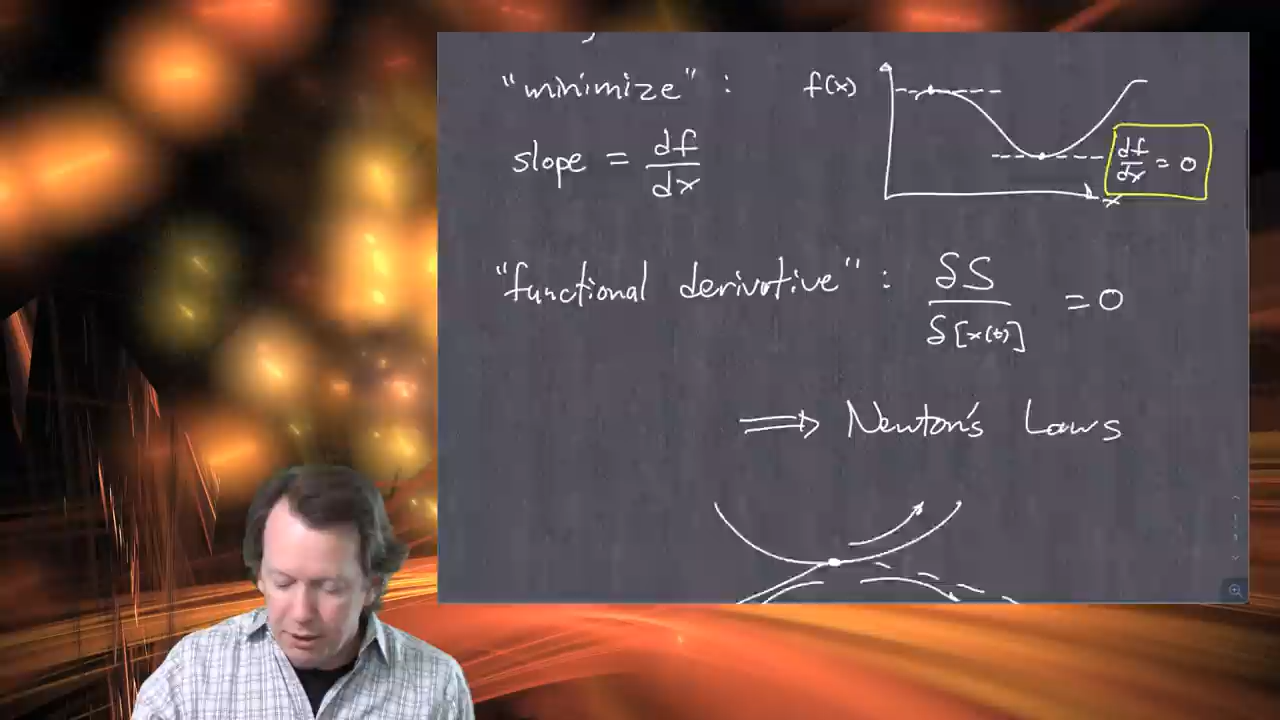 "minimize" : f(x)
slope = df/dx
df/dx = 0
x
"functional derivative" : δS/δ[x(t)] = 0
⟹ Newton's Laws